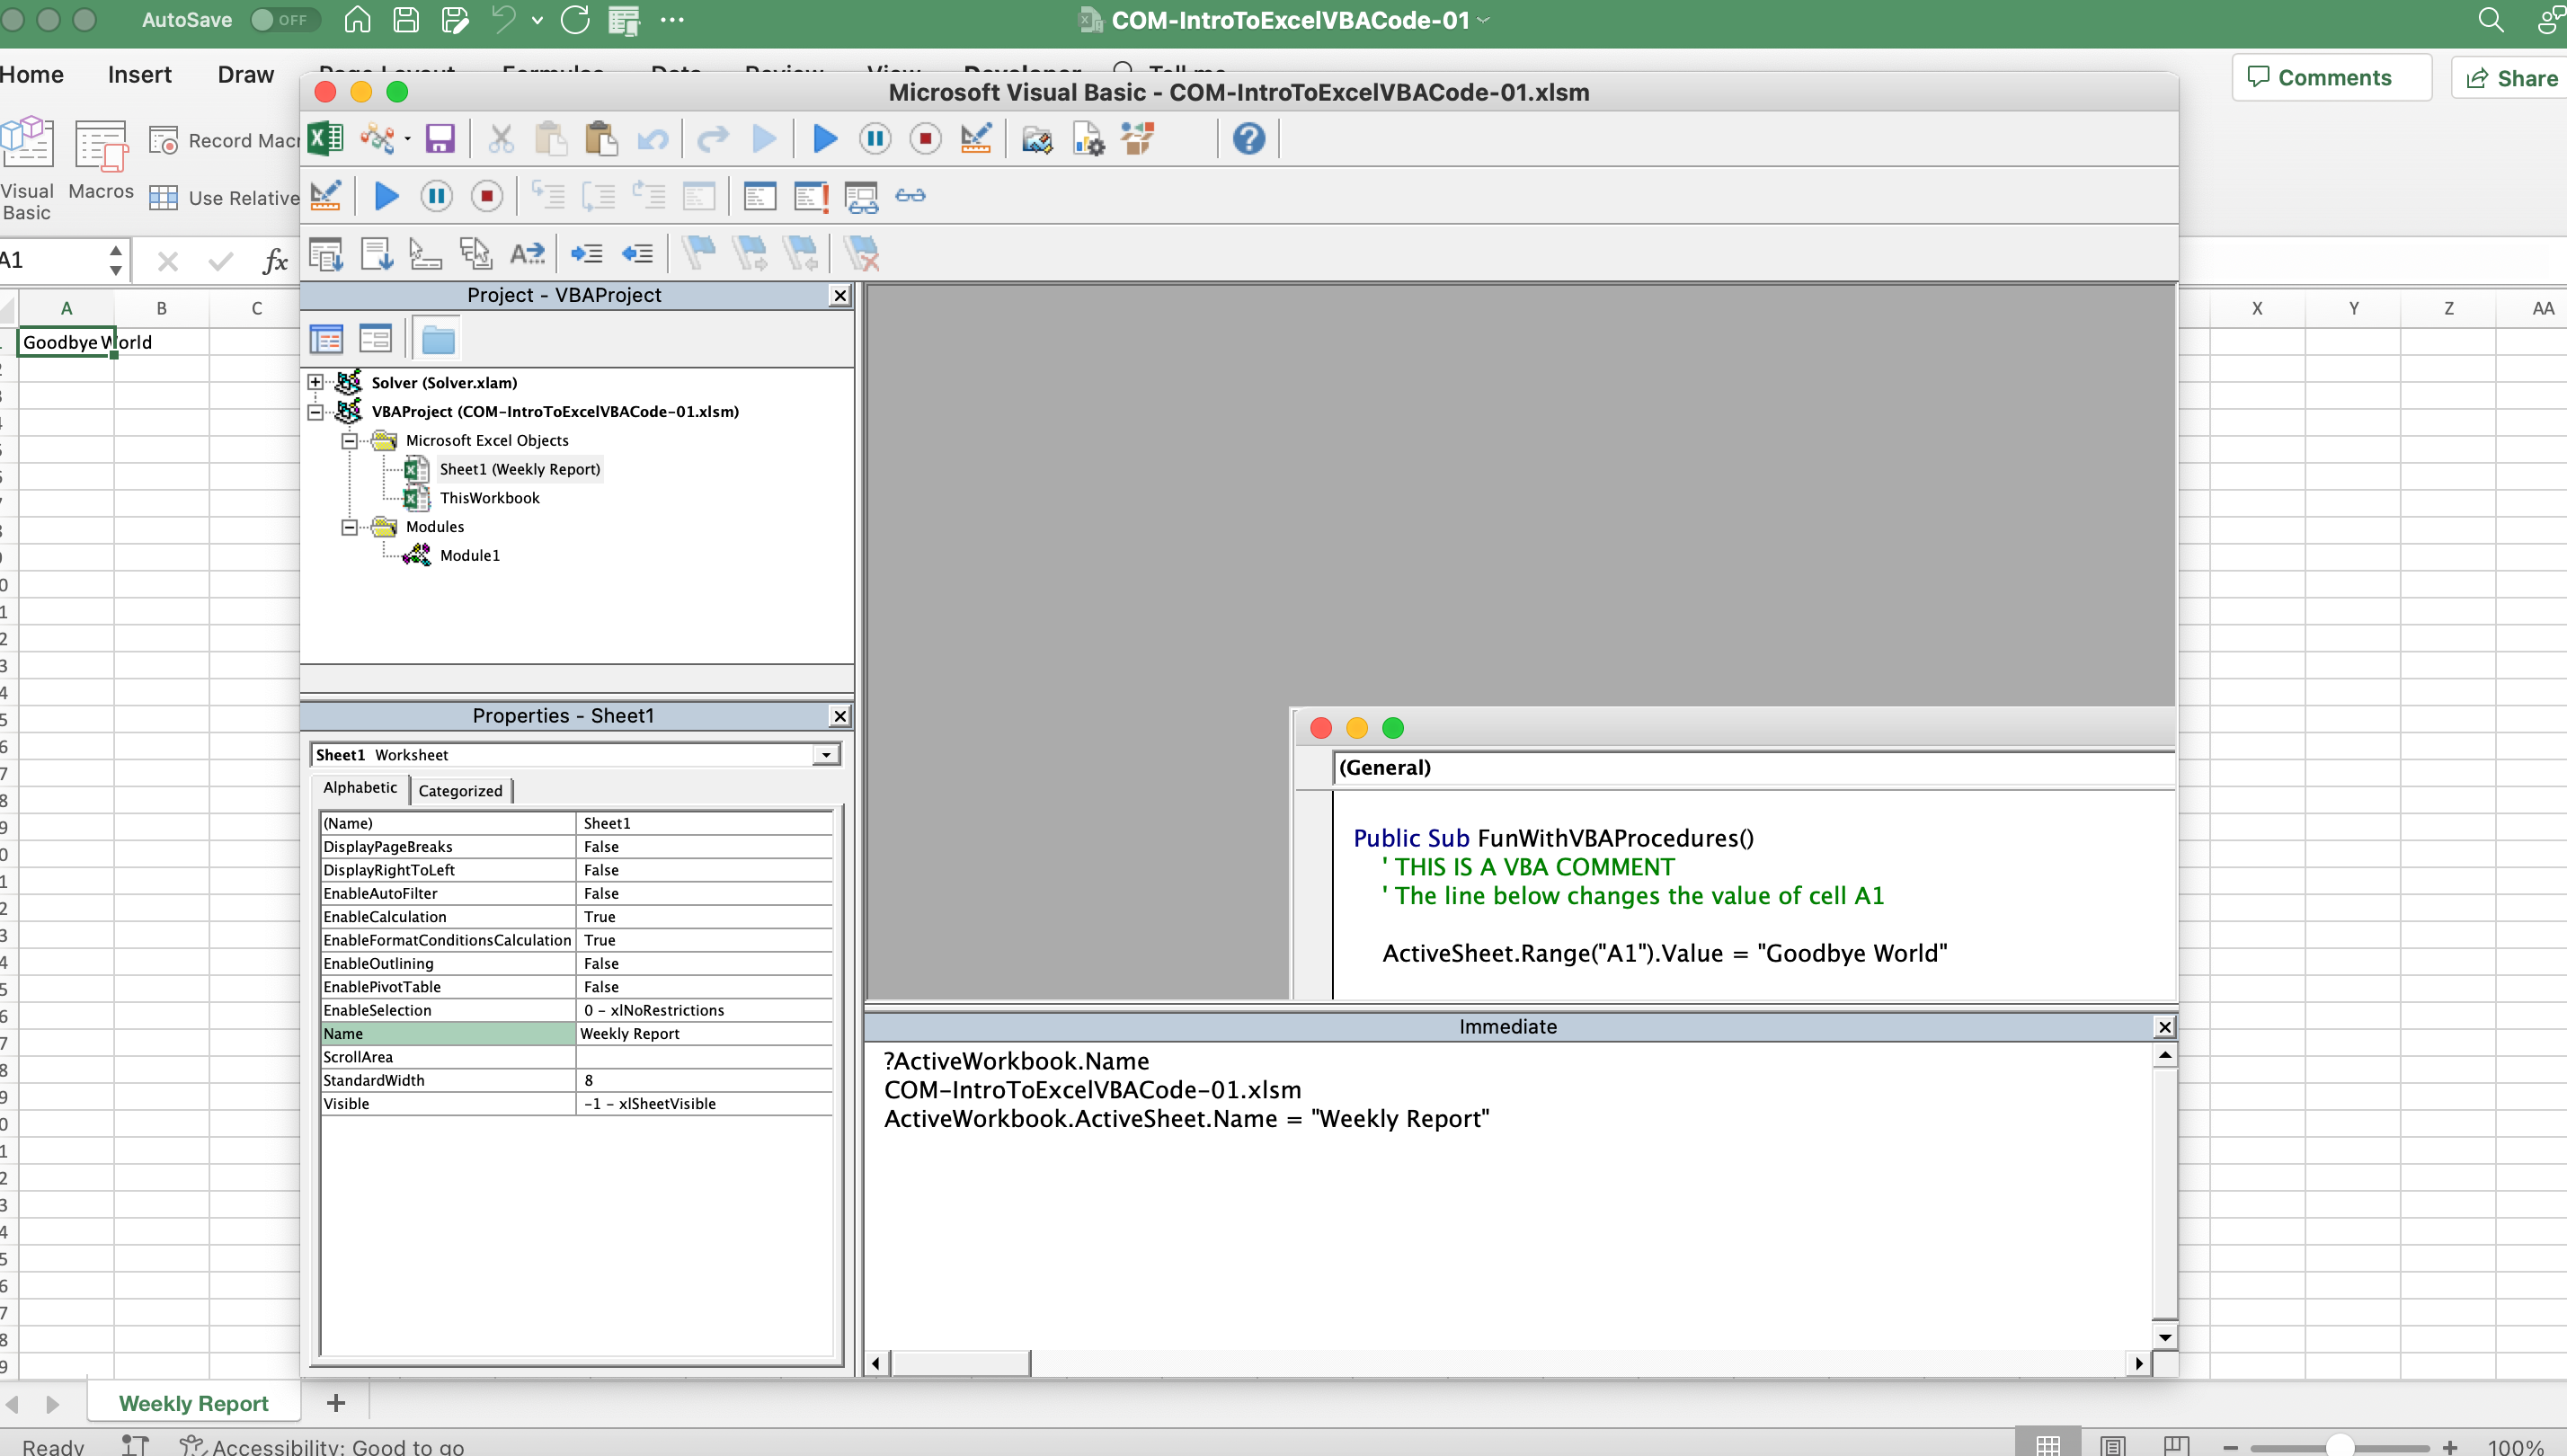 AutoSave OFF
COM-IntroToExcelVBACode-01
Home Insert Draw
Comments Share
Microsoft Visual Basic - COM-IntroToExcelVBACode-01.xlsm
Visual Basic
Macros
Use Relative
A1
fx
A B C X Y Z AA
Goodbye World
Project - VBAProject
Solver (Solver.xlam)
VBAProject (COM-IntroToExcelVBACode-01.xlsm)
Microsoft Excel Objects
Sheet1 (Weekly Report)
ThisWorkbook
Modules
Module1
Properties - Sheet1
Sheet1 Worksheet
Alphabetic Categorized
(Name) Sheet1
DisplayPageBreaks False
DisplayRightToLeft False
EnableAutoFilter False
EnableCalculation True
EnableFormatConditionsCalculation True
EnableOutlining False
EnablePivotTable False
EnableSelection 0 - xlNoRestrictions
Name Weekly Report
ScrollArea
StandardWidth 8
Visible -1 - xlSheetVisible
(General)
Public Sub FunWithVBAProcedures()
' THIS IS A VBA COMMENT
' The line below changes the value of cell A1
ActiveSheet.Range("A1").Value = "Goodbye World"
Immediate
?ActiveWorkbook.Name
COM-IntroToExcelVBACode-01.xlsm
ActiveWorkbook.ActiveSheet.Name = "Weekly Report"
Weekly Report
Ready Accessibility: Good to go
100%